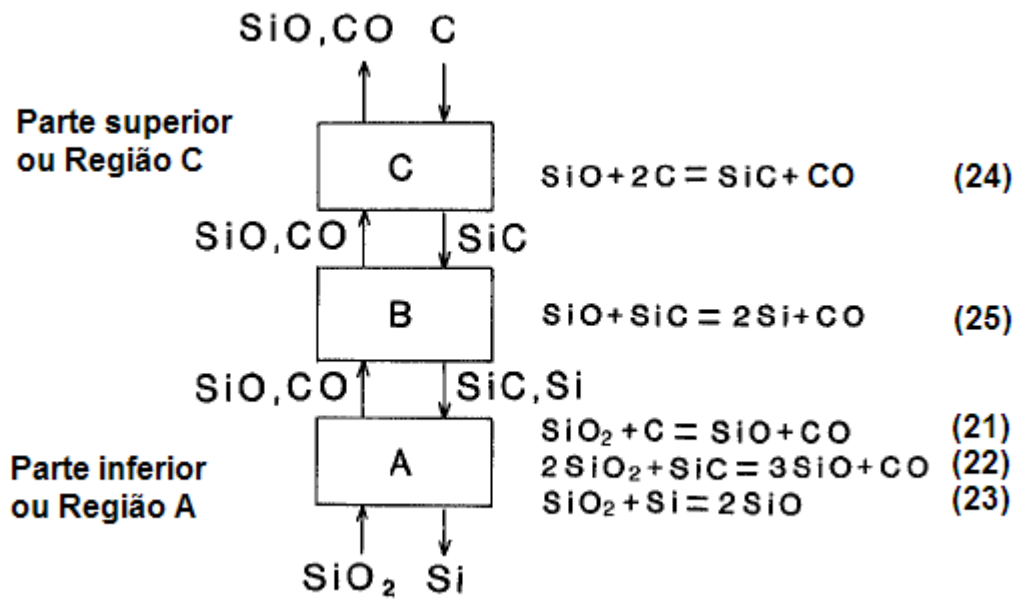 SiO,CO C
Parte superior
ou Região C
C
SiO+2C=SiC+CO (24)
SiO,CO SiC
B
SiO+SiC=2Si+CO (25)
SiO,CO SiC,Si
Parte inferior
ou Região A
A
SiO₂+C=SiO+CO (21)
2SiO₂+SiC=3SiO+CO (22)
SiO₂+Si=2SiO (23)
SiO₂ Si